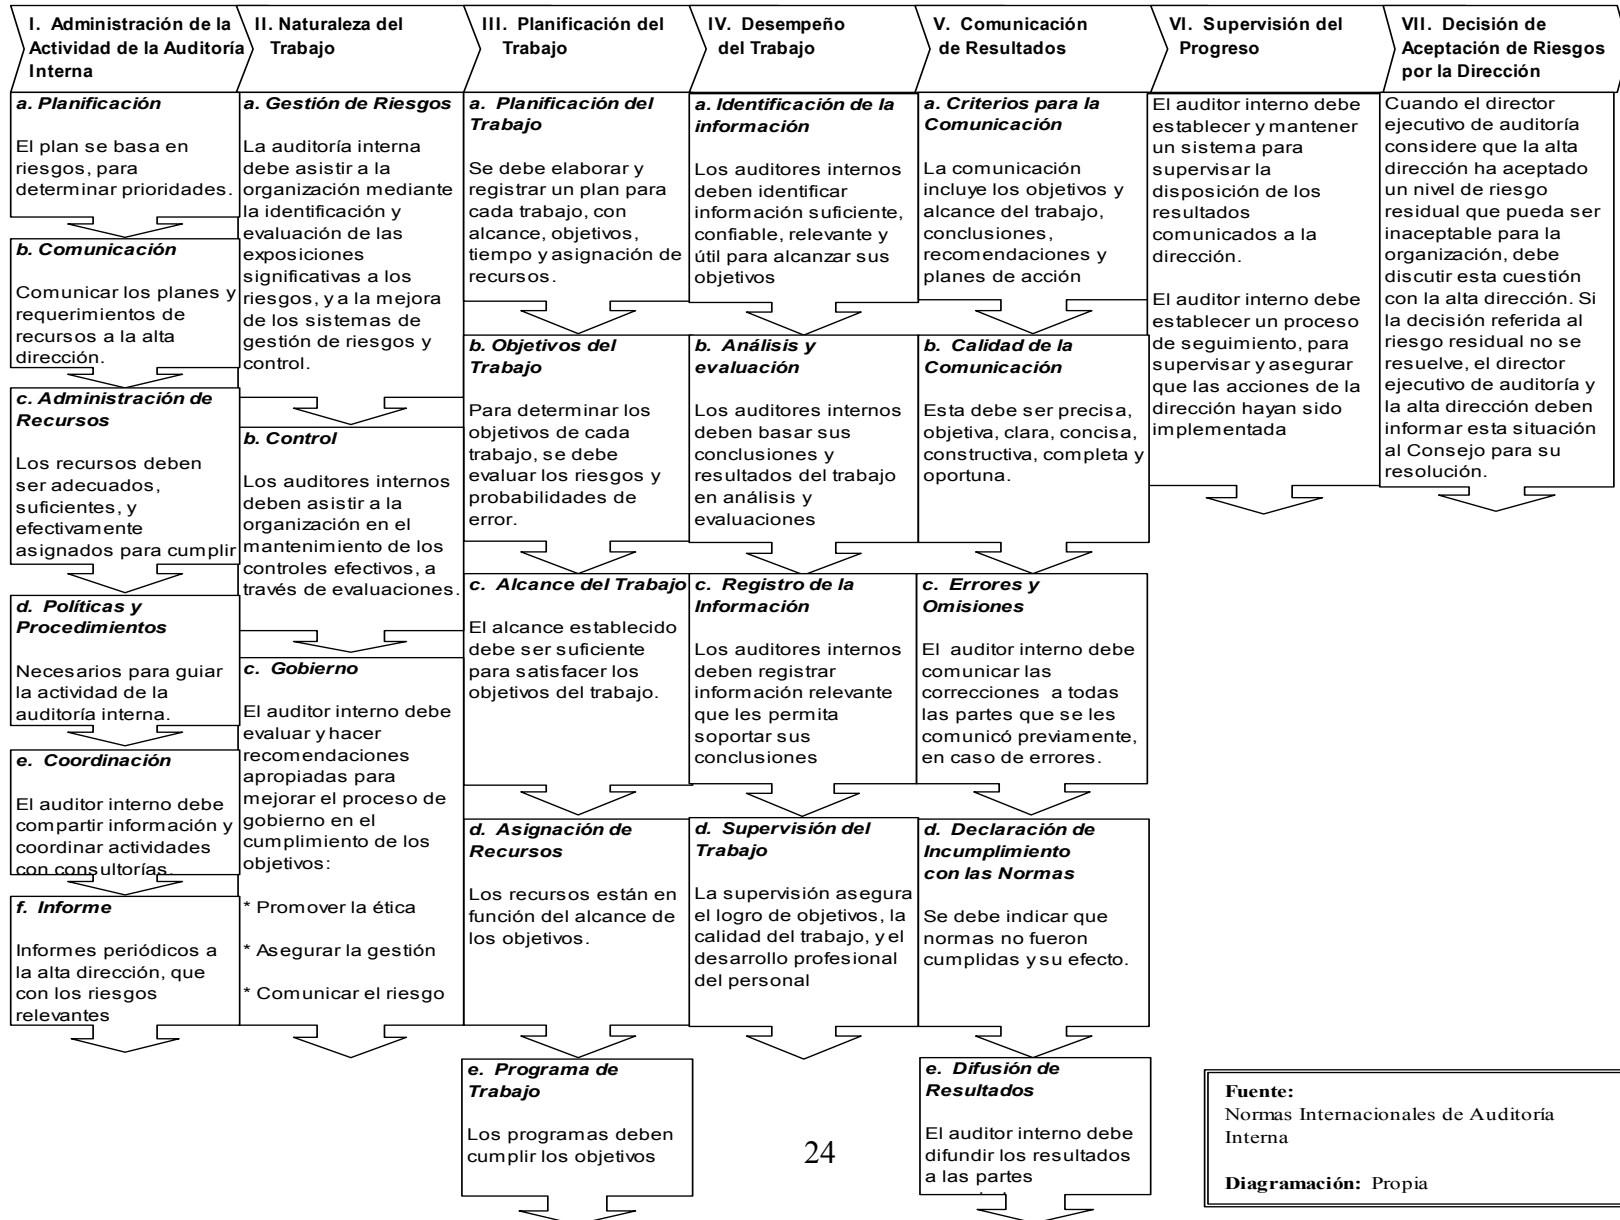 I. Administración de la
Actividad de la Auditoría
Interna
II. Naturaleza del
Trabajo
III. Planificación del
Trabajo
IV. Desempeño
del Trabajo
V. Comunicación
de Resultados
VI. Supervisión del
Progreso
VII. Decisión de
Aceptación de Riesgos
por la Dirección
a. Planificación
El plan se basa en
riesgos, para
determinar prioridades.
b. Comunicación
Comunicar los planes y
requerimientos de
recursos a la alta
dirección.
c. Administración de
Recursos
Los recursos deben
ser adecuados,
suficientes, y
efectivamente
asignados para cumplir
d. Políticas y
Procedimientos
Necesarios para guiar
la actividad de la
auditoría interna.
e. Coordinación
El auditor interno debe
compartir información y
coordinar actividades
con consultorías.
f. Informe
Informes periódicos a
la alta dirección, que
con los riesgos
relevantes
a. Gestión de Riesgos
La auditoría interna
debe asistir a la
organización mediante
la identificación y
evaluación de las
exposiciones
significativas a los
riesgos, y a la mejora
de los sistemas de
gestión de riesgos y
control.
b. Control
Los auditores internos
deben asistir a la
organización en el
mantenimiento de los
controles efectivos, a
través de evaluaciones.
c. Gobierno
El auditor interno debe
evaluar y hacer
recomendaciones
apropiadas para
mejorar el proceso de
gobierno en el
cumplimiento de los
objetivos:
* Promover la ética
* Asegurar la gestión
* Comunicar el riesgo
a. Planificación del
Trabajo
Se debe elaborar y
registrar un plan para
cada trabajo, con
alcance, objetivos,
tiempo y asignación de
recursos.
b. Objetivos del
Trabajo
Para determinar los
objetivos de cada
trabajo, se debe
evaluar los riesgos y
probabilidades de
error.
c. Alcance del Trabajo
El alcance establecido
debe ser suficiente
para satisfacer los
objetivos del trabajo.
d. Asignación de
Recursos
Los recursos están en
función del alcance de
los objetivos.
e. Programa de
Trabajo
Los programas deben
cumplir los objetivos
a. Identificación de la
información
Los auditores internos
deben identificar
información suficiente,
confiable, relevante y
útil para alcanzar sus
objetivos
b. Análisis y
evaluación
Los auditores internos
deben basar sus
conclusiones y
resultados del trabajo
en análisis y
evaluaciones
c. Registro de la
Información
Los auditores internos
deben registrar
información relevante
que les permita
soportar sus
conclusiones
d. Supervisión del
Trabajo
La supervisión asegura
el logro de objetivos, la
calidad del trabajo, y el
desarrollo profesional
del personal
a. Criterios para la
Comunicación
La comunicación
incluye los objetivos y
alcance del trabajo,
conclusiones,
recomendaciones y
planes de acción
b. Calidad de la
Comunicación
Esta debe ser precisa,
objetiva, clara, concisa,
constructiva, completa y
oportuna.
c. Errores y
Omisiones
El auditor interno debe
comunicar las
correcciones a todas
las partes que se les
comunicó previamente,
en caso de errores.
d. Declaración de
Incumplimiento
con las Normas
Se debe indicar que
normas no fueron
cumplidas y su efecto.
e. Difusión de
Resultados
El auditor interno debe
difundir los resultados
a las partes
El auditor interno debe
establecer y mantener
un sistema para
supervisar la
disposición de los
resultados
comunicados a la
dirección.
El auditor interno debe
establecer un proceso
de seguimiento, para
supervisar y asegurar
que las acciones de la
dirección hayan sido
implementada
Cuando el director
ejecutivo de auditoría
considere que la alta
dirección ha aceptado
un nivel de riesgo
residual que pueda ser
inaceptable para la
organización, debe
discutir esta cuestión
con la alta dirección. Si
la decisión referida al
riesgo residual no se
resuelve, el director
ejecutivo de auditoría y
la alta dirección deben
informar esta situación
al Consejo para su
resolución.
24
Fuente:
Normas Internacionales de Auditoría
Interna
Diagramación: Propia